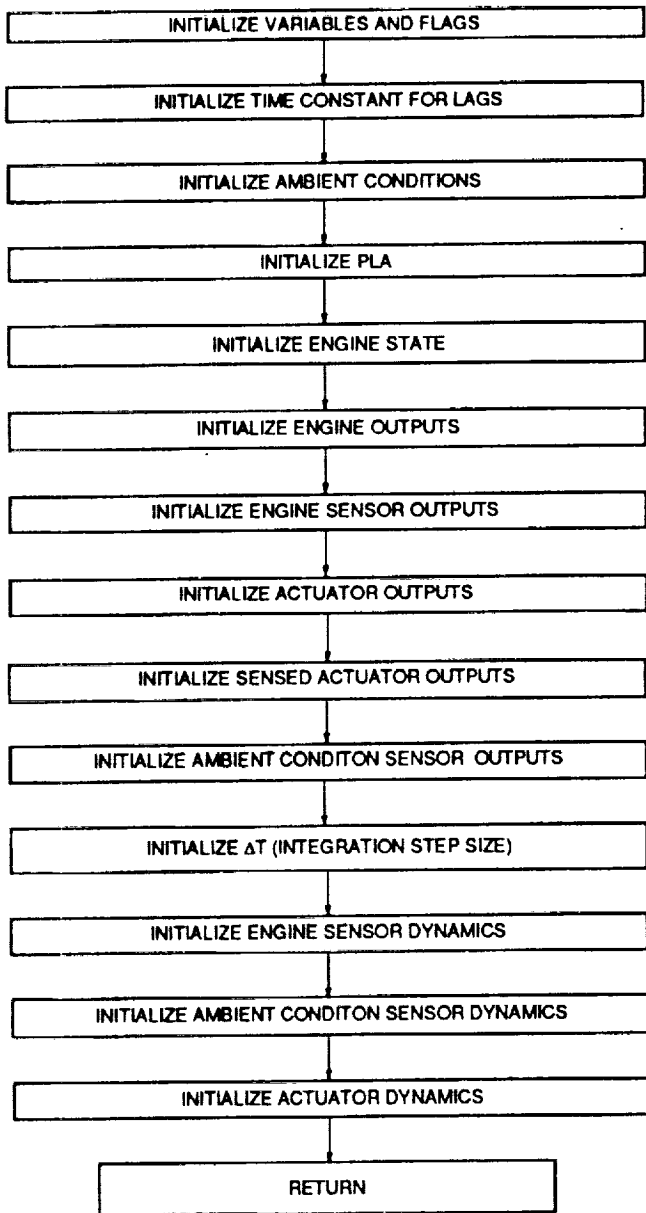 INITIALIZE VARIABLES AND FLAGS
INITIALIZE TIME CONSTANT FOR LAGS
INITIALIZE AMBIENT CONDITIONS
INITIALIZE PLA
INITIALIZE ENGINE STATE
INITIALIZE ENGINE OUTPUTS
INITIALIZE ENGINE SENSOR OUTPUTS
INITIALIZE ACTUATOR OUTPUTS
INITIALIZE SENSED ACTUATOR OUTPUTS
INITIALIZE AMBIENT CONDITON SENSOR OUTPUTS
INITIALIZE ΔT (INTEGRATION STEP SIZE)
INITIALIZE ENGINE SENSOR DYNAMICS
INITIALIZE AMBIENT CONDITON SENSOR DYNAMICS
INITIALIZE ACTUATOR DYNAMICS
RETURN